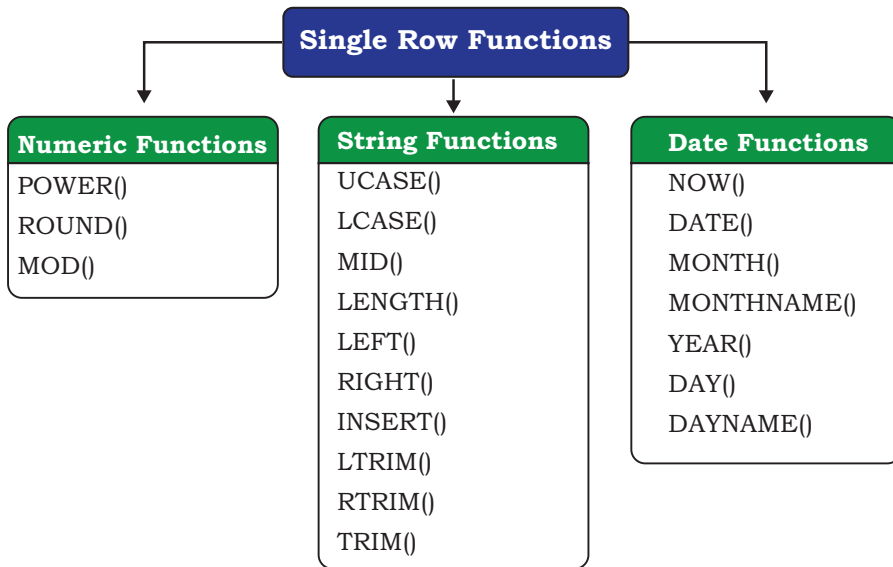 Single Row Functions
Numeric Functions
POWER()
ROUND()
MOD()
String Functions
UCASE()
LCASE()
MID()
LENGTH()
LEFT()
RIGHT()
INSERT()
LTRIM()
RTRIM()
TRIM()
Date Functions
NOW()
DATE()
MONTH()
MONTHNAME()
YEAR()
DAY()
DAYNAME()